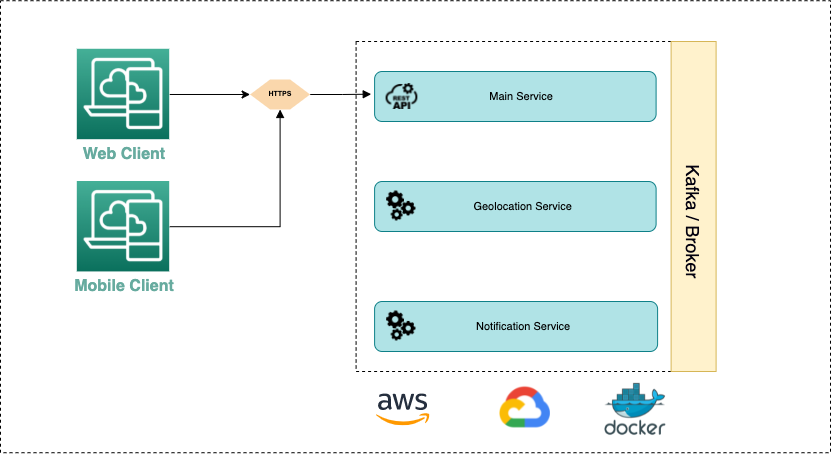 HTTPS
REST
API
Main Service
Web Client
Geolocation Service
Kafka / Broker
Mobile Client
Notification Service
aws
docker